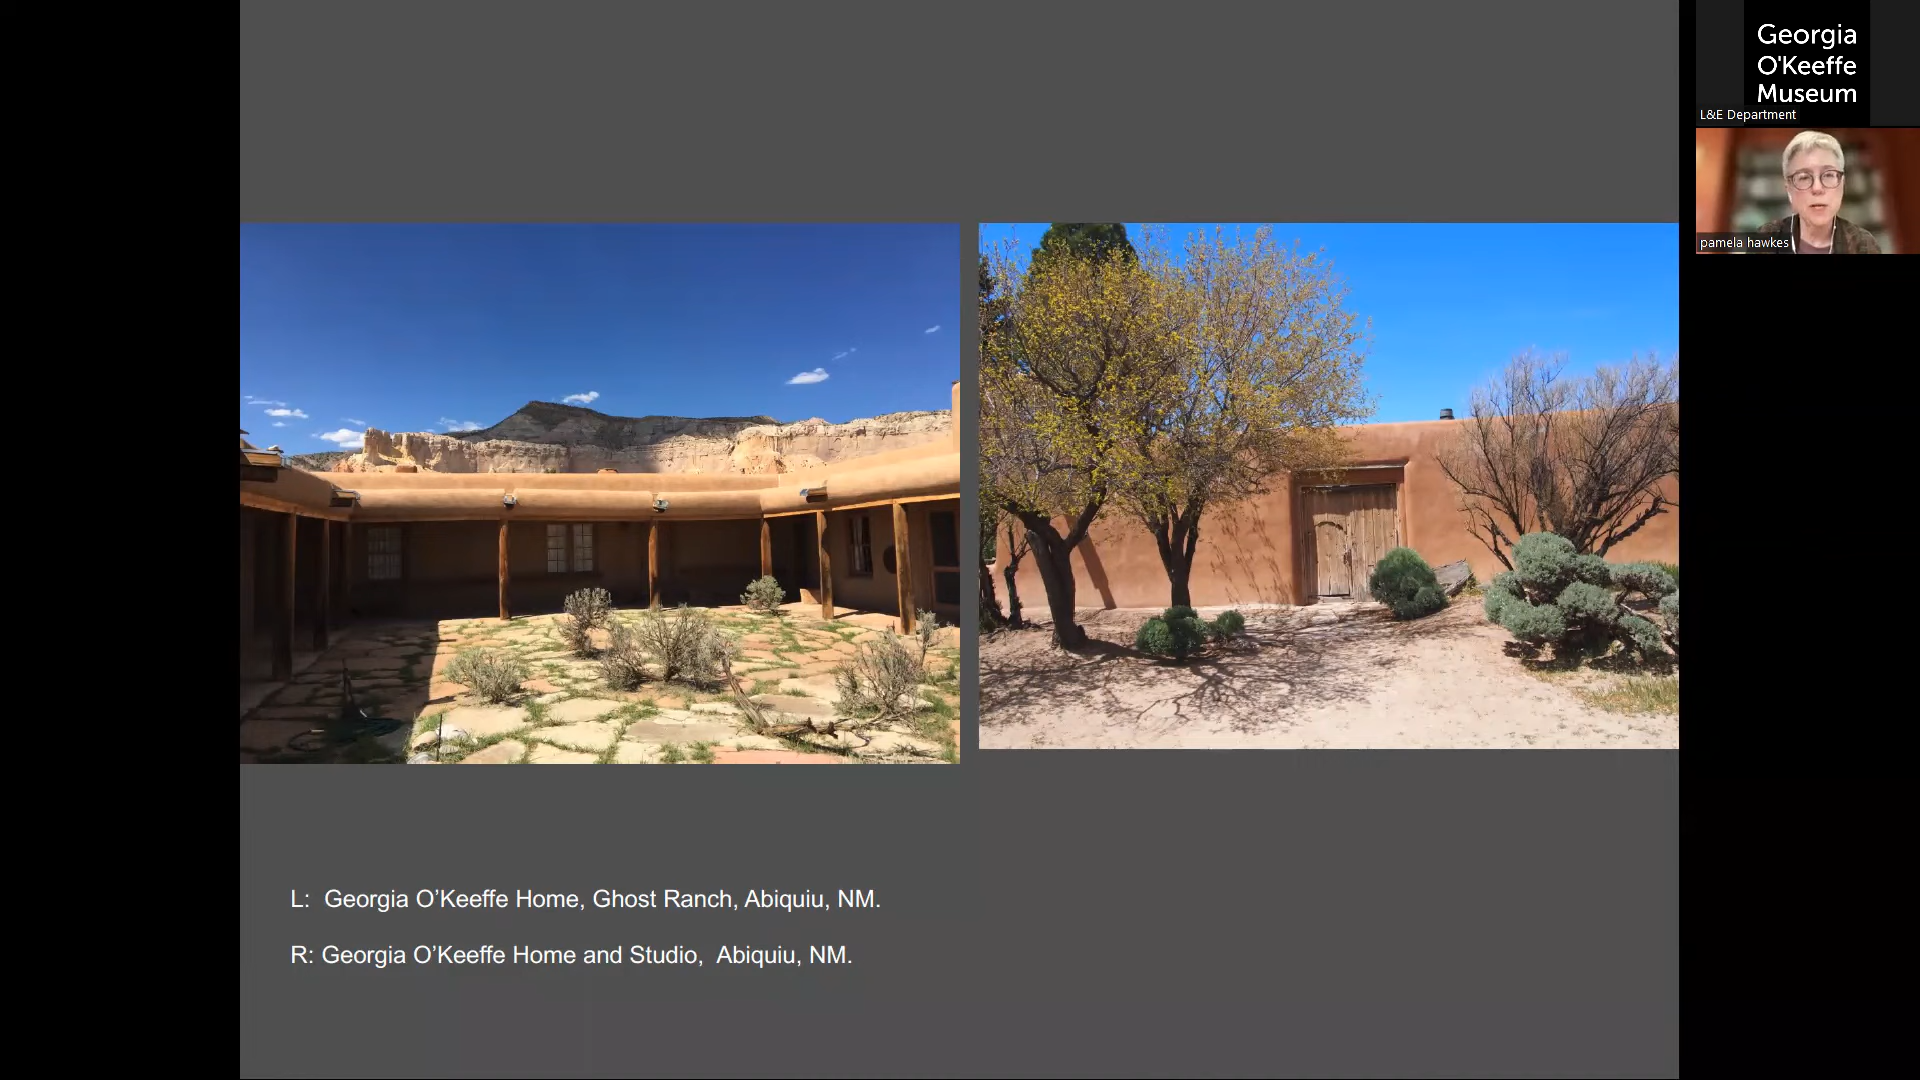 Georgia
O'Keeffe
Museum
L&E Department
pamela hawkes
L:  Georgia O’Keeffe Home, Ghost Ranch, Abiquiu, NM.
R: Georgia O’Keeffe Home and Studio,  Abiquiu, NM.